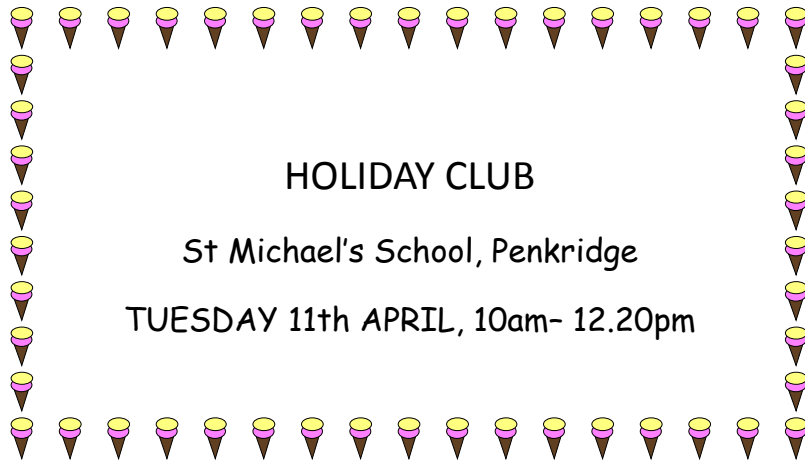 HOLIDAY CLUB
St Michael's School, Penkridge
TUESDAY 11th APRIL, 10am– 12.20pm